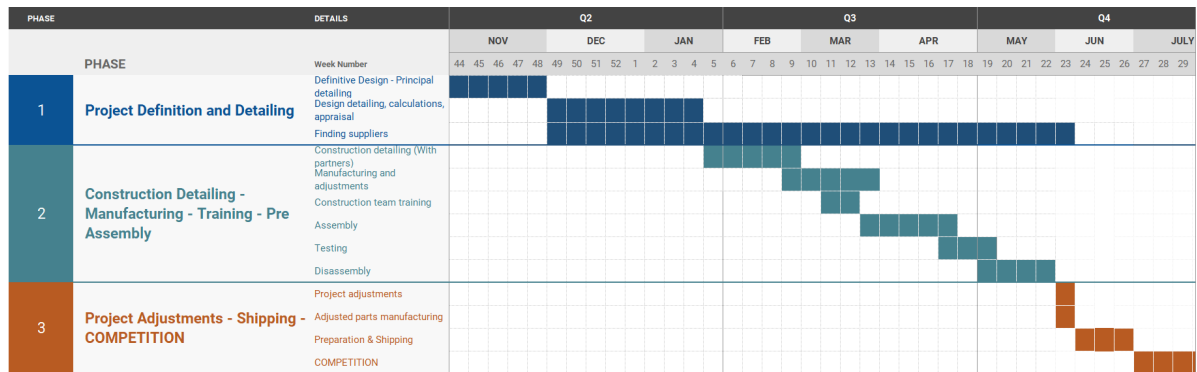 PHASE DETAILS Q2 Q3 Q4
NOV DEC JAN FEB MAR APR MAY JUN JULY
PHASE Week Number 44 45 46 47 48 49 50 51 52 1 2 3 4 5 6 7 8 9 10 11 12 13 14 15 16 17 18 19 20 21 22 23 24 25 26 27 28 29
1 Project Definition and Detailing
Definitive Design - Principal
detailing
Design detailing, calculations,
appraisal
Finding suppliers
2 Construction Detailing -
Manufacturing - Training - Pre
Assembly
Construction detailing (With
partners)
Manufacturing and
adjustments
Construction team training
Assembly
Testing
Disassembly
3 Project Adjustments - Shipping -
COMPETITION
Project adjustments
Adjusted parts manufacturing
Preparation & Shipping
COMPETITION